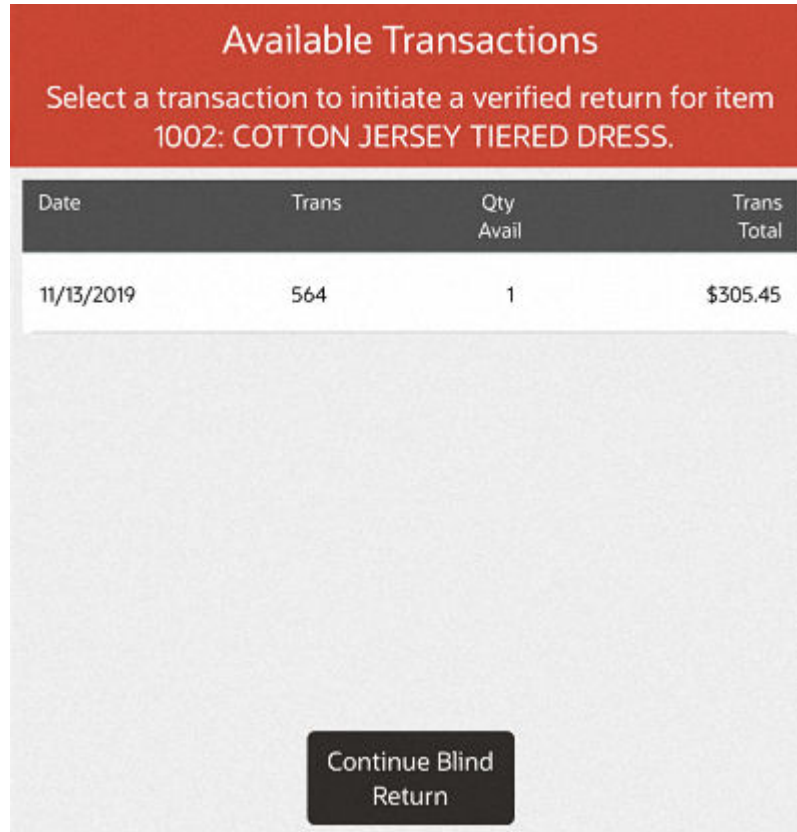 Available Transactions
Select a transaction to initiate a verified return for item
1002: COTTON JERSEY TIERED DRESS.
Date Trans Qty Avail Trans Total
11/13/2019 564 1 $305.45
Continue Blind
Return